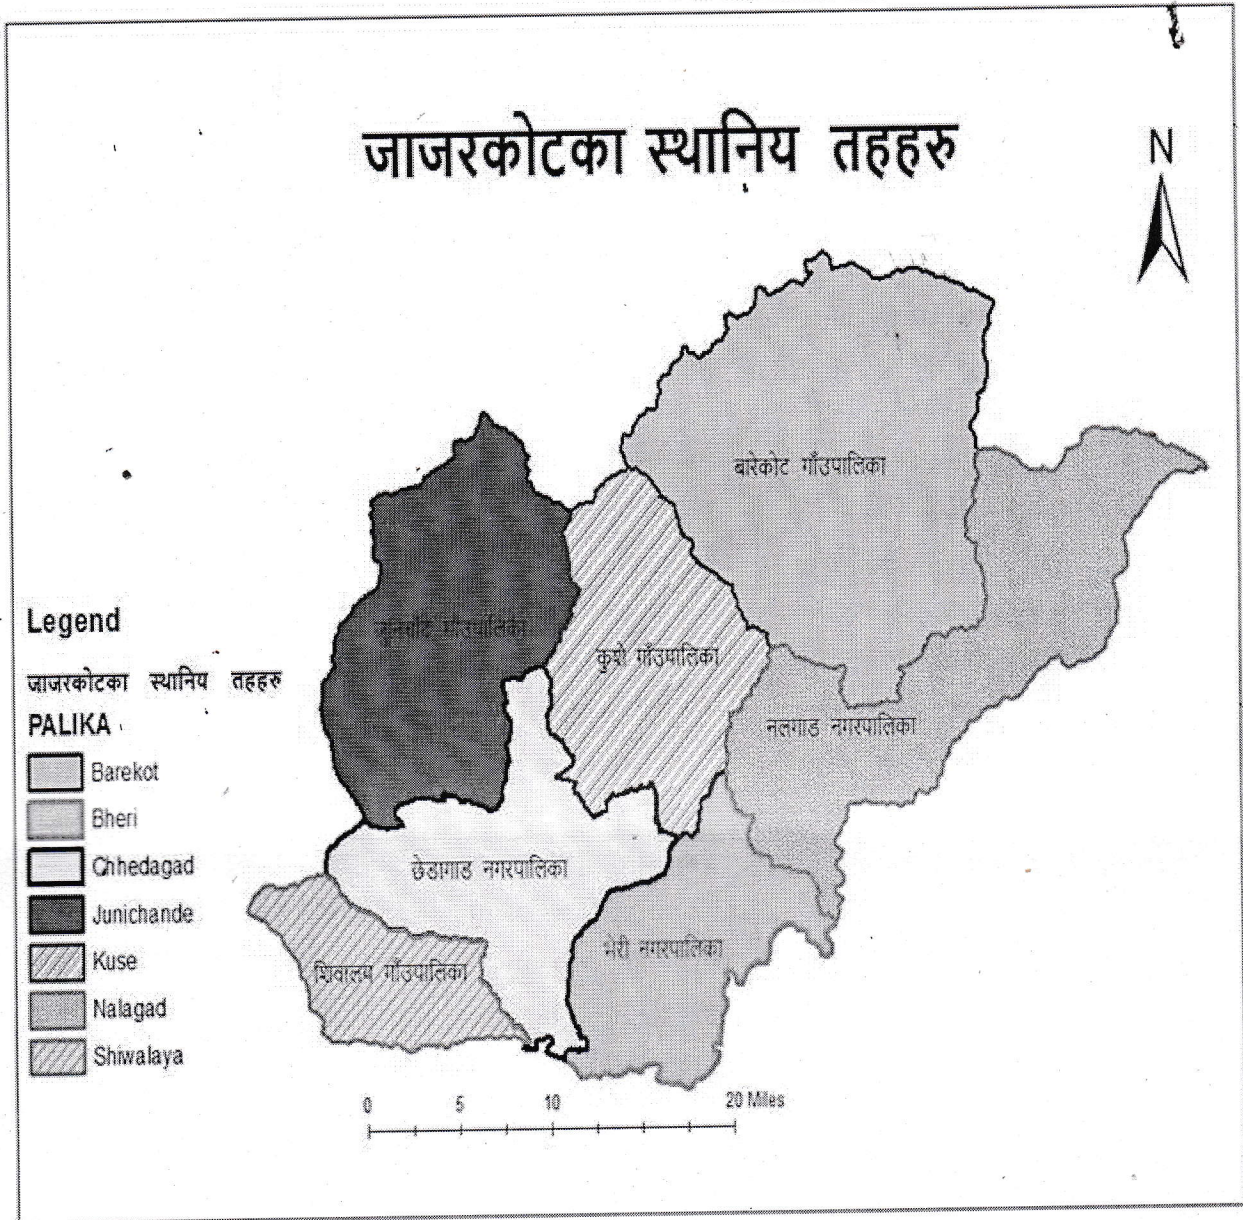 जाजरकोटका स्थानिय तहहरु
N
बारेकोट गाँउपालिका
जुनिचाँदे गाँउपालिका
कुशे गाँउपालिका
नलगाड नगरपालिका
छेडागाड नगरपालिका
भेरी नगरपालिका
शिवालय गाँउपालिका
Legend
जाजरकोटका स्थानिय तहहरु
PALIKA
Barekot
Bheri
Chhedagad
Junichande
Kuse
Nalagad
Shiwalaya
0 5 10 20 Miles